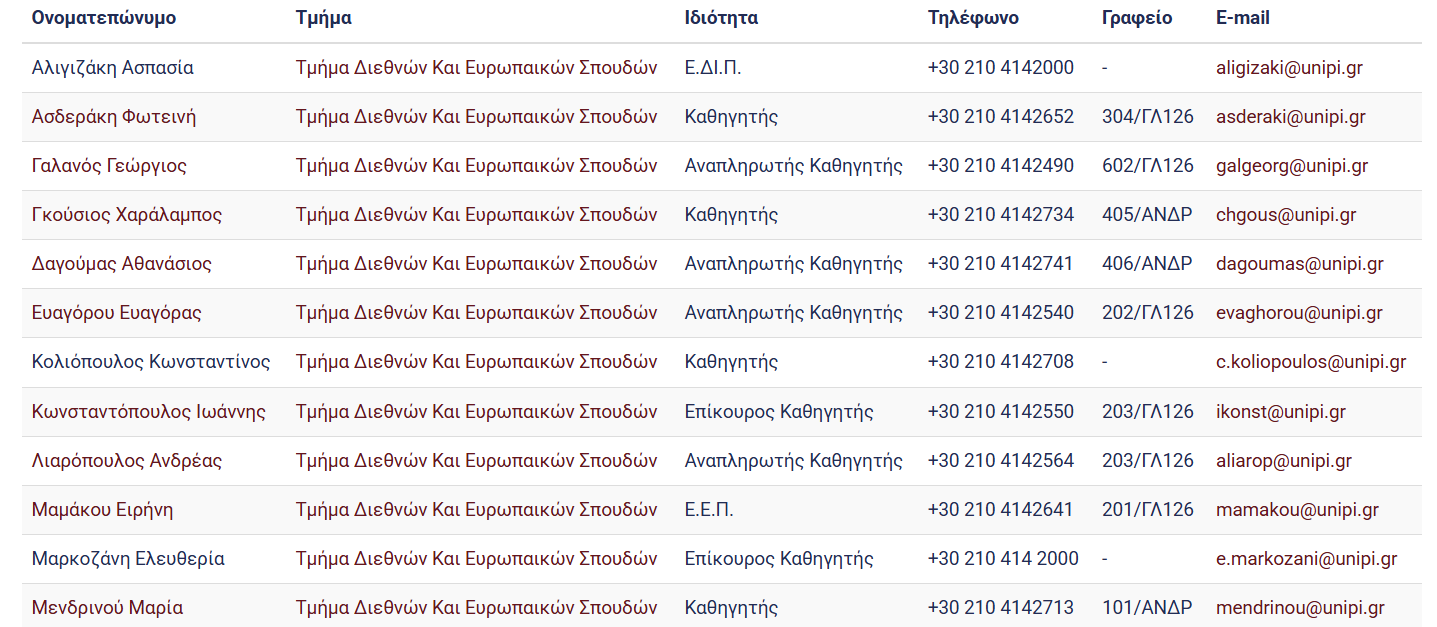 Ονοματεπώνυμο Τμήμα Ιδιότητα Τηλέφωνο Γραφείο E-mail
Αλιγιζάκη Ασπασία Τμήμα Διεθνών Και Ευρωπαικών Σπουδών Ε.ΔΙ.Π. +30 210 4142000 - aligizaki@unipi.gr
Ασδεράκη Φωτεινή Τμήμα Διεθνών Και Ευρωπαικών Σπουδών Καθηγητής +30 210 4142652 304/ΓΛ126 asderaki@unipi.gr
Γαλανός Γεώργιος Τμήμα Διεθνών Και Ευρωπαικών Σπουδών Αναπληρωτής Καθηγητής +30 210 4142490 602/ΓΛ126 galgeorg@unipi.gr
Γκούσιος Χαράλαμπος Τμήμα Διεθνών Και Ευρωπαικών Σπουδών Καθηγητής +30 210 4142734 405/ΑΝΔΡ chgous@unipi.gr
Δαγούμας Αθανάσιος Τμήμα Διεθνών Και Ευρωπαικών Σπουδών Αναπληρωτής Καθηγητής +30 210 4142741 406/ΑΝΔΡ dagoumas@unipi.gr
Ευαγόρου Ευαγόρας Τμήμα Διεθνών Και Ευρωπαικών Σπουδών Αναπληρωτής Καθηγητής +30 210 4142540 202/ΓΛ126 evaghorou@unipi.gr
Κολιόπουλος Κωνσταντίνος Τμήμα Διεθνών Και Ευρωπαικών Σπουδών Καθηγητής +30 210 4142708 - c.koliopoulos@unipi.gr
Κωνσταντόπουλος Ιωάννης Τμήμα Διεθνών Και Ευρωπαικών Σπουδών Επίκουρος Καθηγητής +30 210 4142550 203/ΓΛ126 ikonst@unipi.gr
Λιαρόπουλος Ανδρέας Τμήμα Διεθνών Και Ευρωπαικών Σπουδών Αναπληρωτής Καθηγητής +30 210 4142564 203/ΓΛ126 aliarop@unipi.gr
Μαμάκου Ειρήνη Τμήμα Διεθνών Και Ευρωπαικών Σπουδών Ε.Ε.Π. +30 210 4142641 201/ΓΛ126 mamakou@unipi.gr
Μαρκοζάνη Ελευθερία Τμήμα Διεθνών Και Ευρωπαικών Σπουδών Επίκουρος Καθηγητής +30 210 414 2000 - e.markozani@unipi.gr
Μενδρινού Μαρία Τμήμα Διεθνών Και Ευρωπαικών Σπουδών Καθηγητής +30 210 4142713 101/ΑΝΔΡ mendrinou@unipi.gr